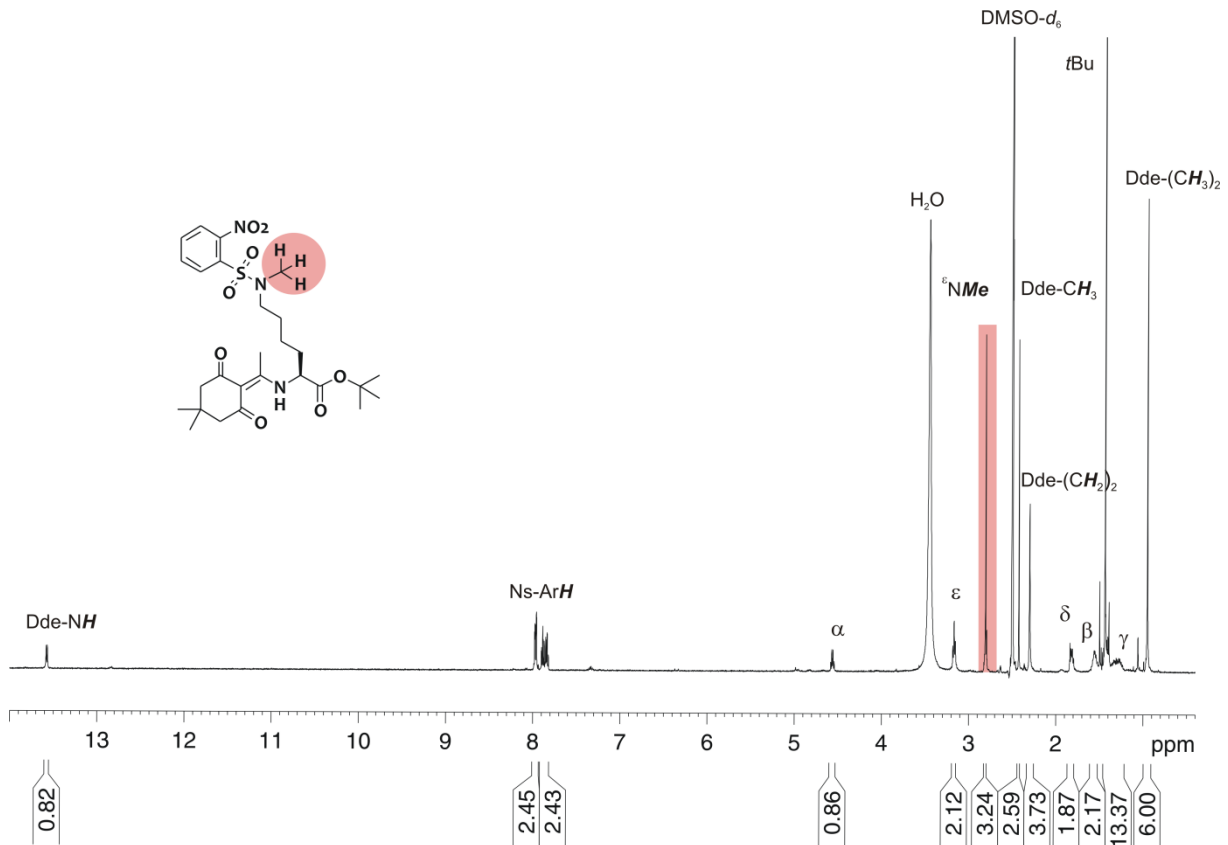 DMSO-d₆
tBu
Dde-(CH₃)₂
H₂O
NO2
H
H
H
O
S
O
N
ᵋNMe
Dde-CH₃
O
O
N
H
O
O
Dde-(CH₂)₂
Dde-NH
Ns-ArH
α
ε
δ
β
γ
13 12 11 10 9 8 7 6 5 4 3 2 ppm
0.82 2.45 2.43 0.86 2.12 3.24 2.59 3.73 1.87 2.17 13.37 6.00